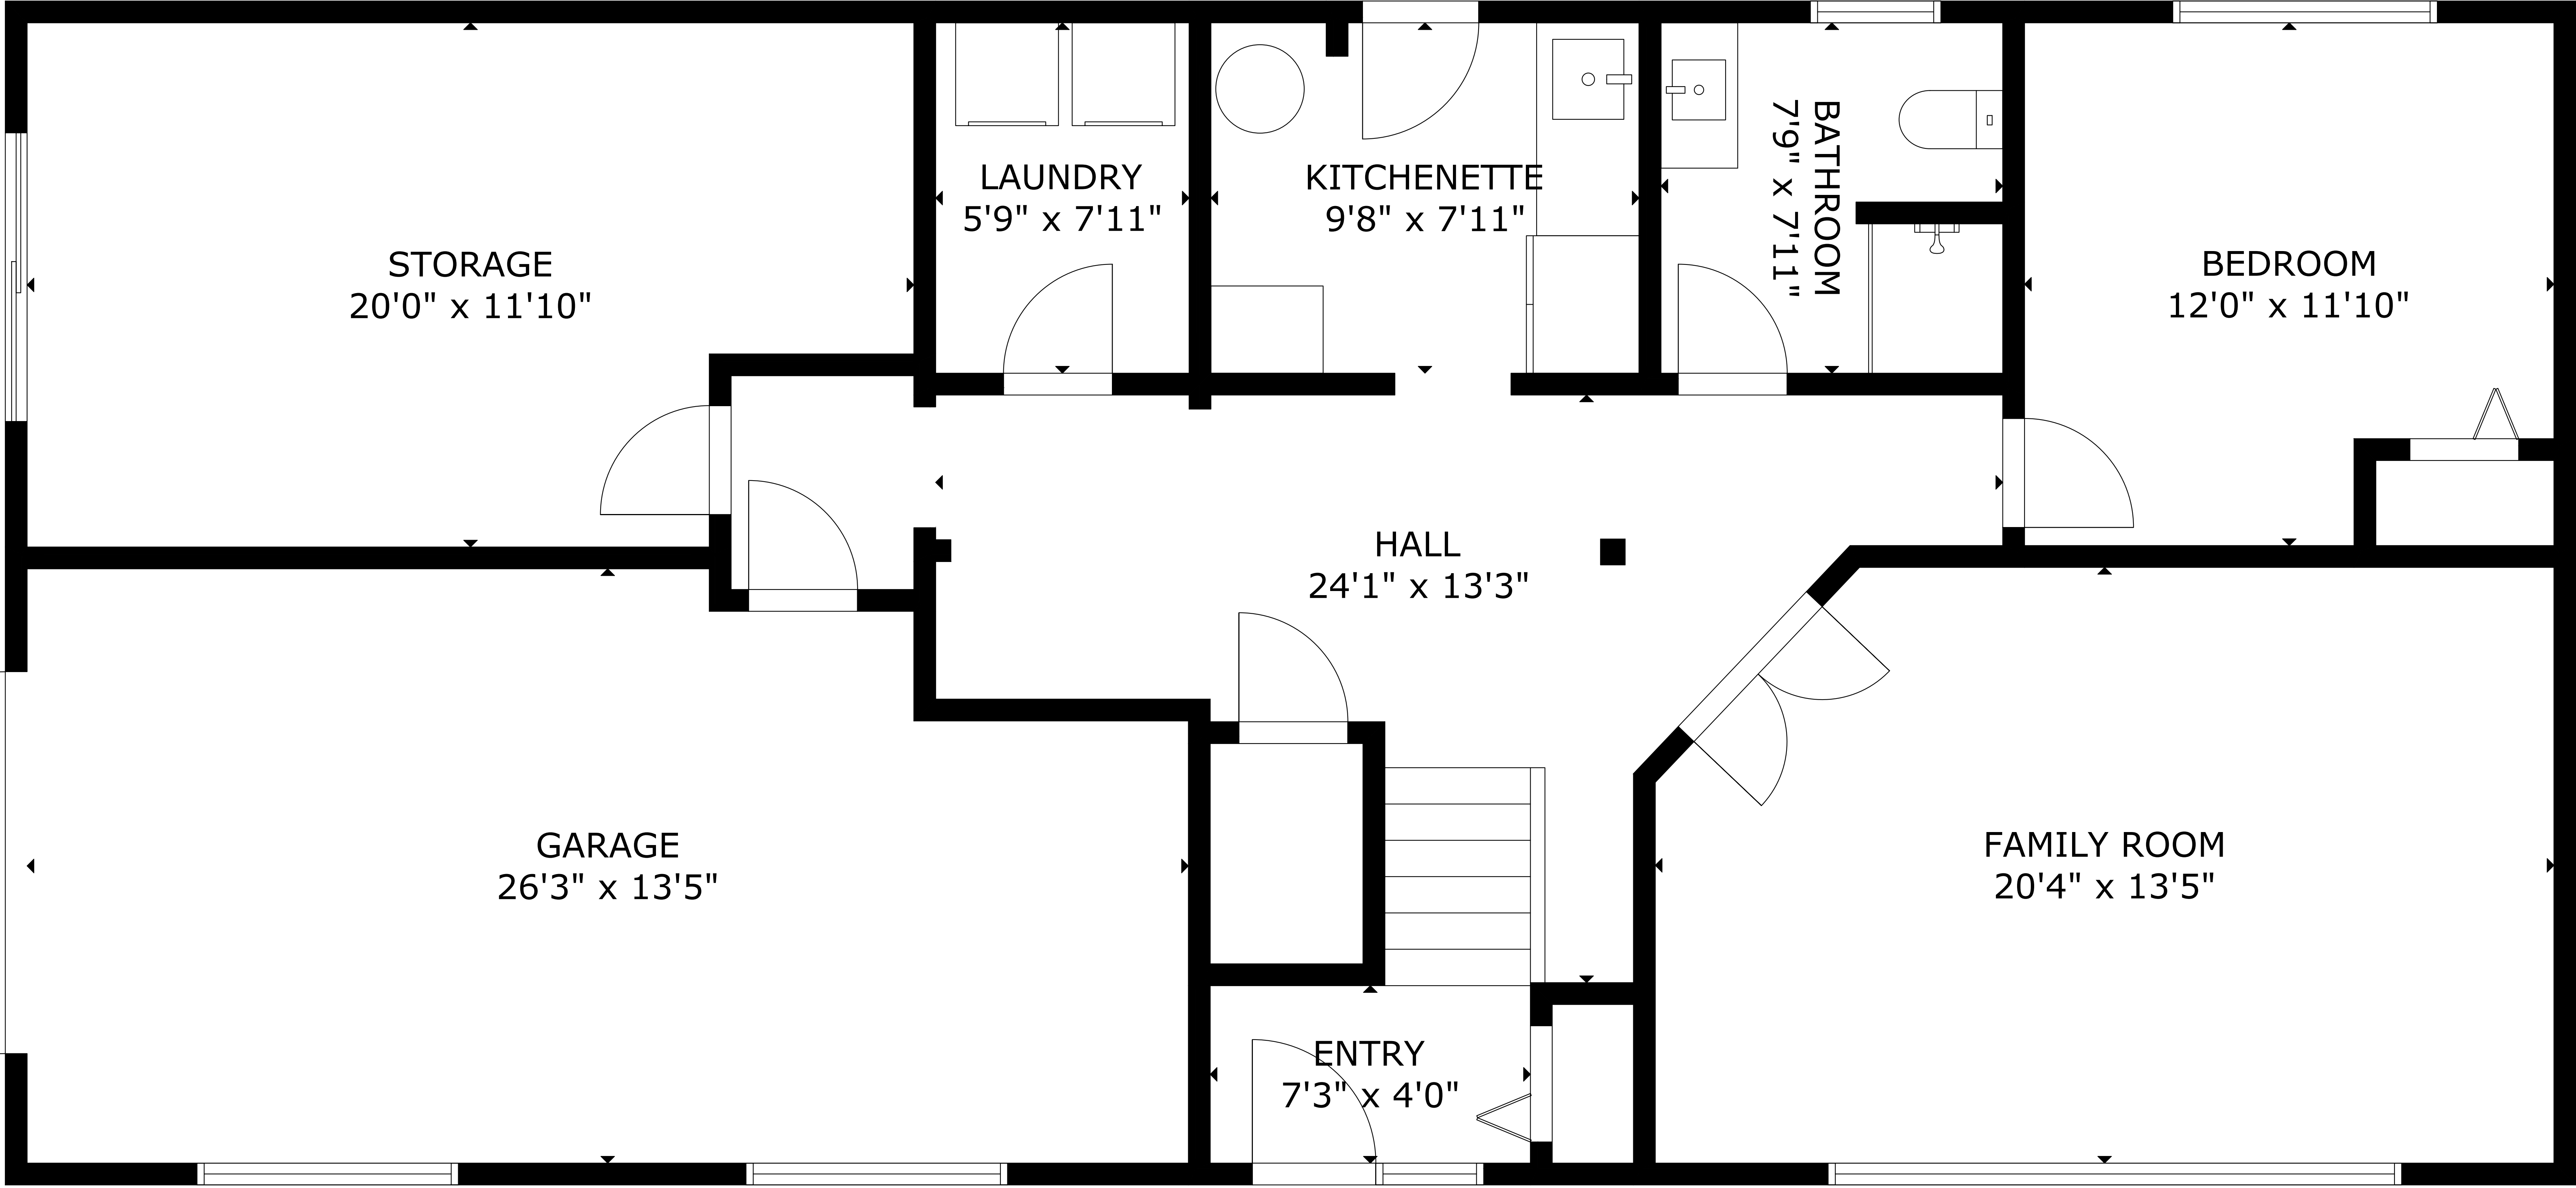 STORAGE
20'0" x 11'10"
LAUNDRY
5'9" x 7'11"
KITCHENETTE
9'8" x 7'11"
BATHROOM
7'9" x 7'11"
BEDROOM
12'0" x 11'10"
HALL
24'1" x 13'3"
GARAGE
26'3" x 13'5"
FAMILY ROOM
20'4" x 13'5"
ENTRY
7'3" x 4'0"